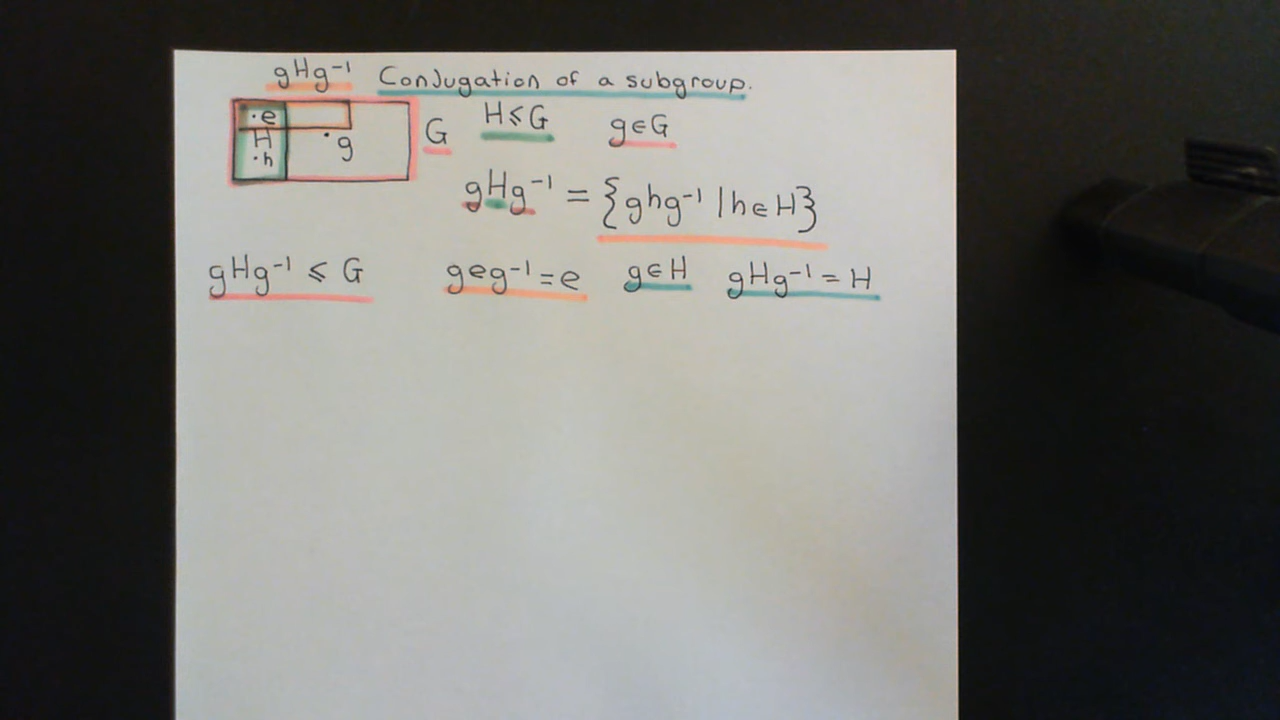 gHg⁻¹ Conjugation of a subgroup.
·e
H
·h
·g
G H⩽G g∈G
gHg⁻¹ = {ghg⁻¹ | h∈H}
gHg⁻¹ ⩽ G geg⁻¹=e g∈H gHg⁻¹=H